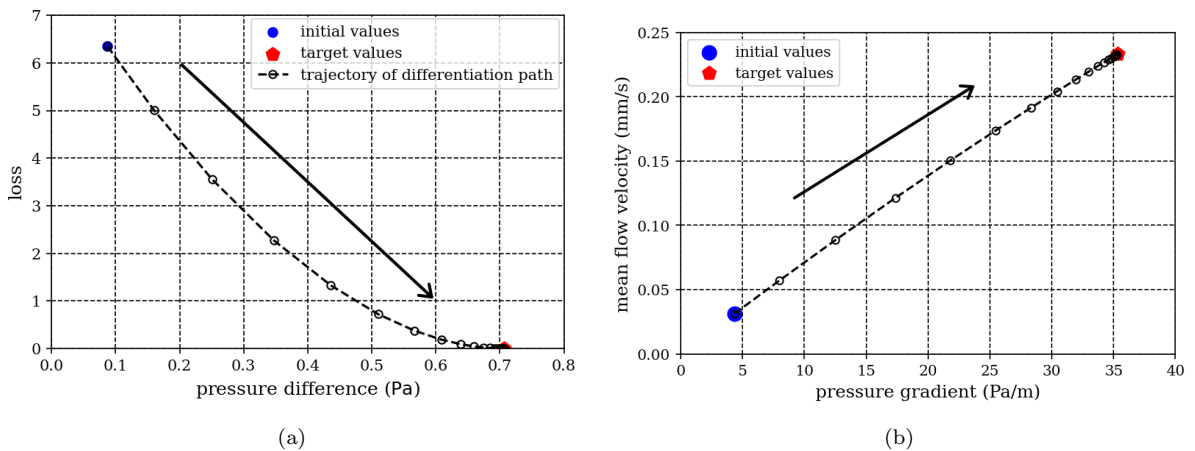 7
6
5
4
3
2
1
0
loss
initial values
target values
trajectory of differentiation path
0.0 0.1 0.2 0.3 0.4 0.5 0.6 0.7 0.8
pressure difference (Pa)
(a)
0.25
0.20
0.15
0.10
0.05
0.00
mean flow velocity (mm/s)
initial values
target values
0 5 10 15 20 25 30 35 40
pressure gradient (Pa/m)
(b)